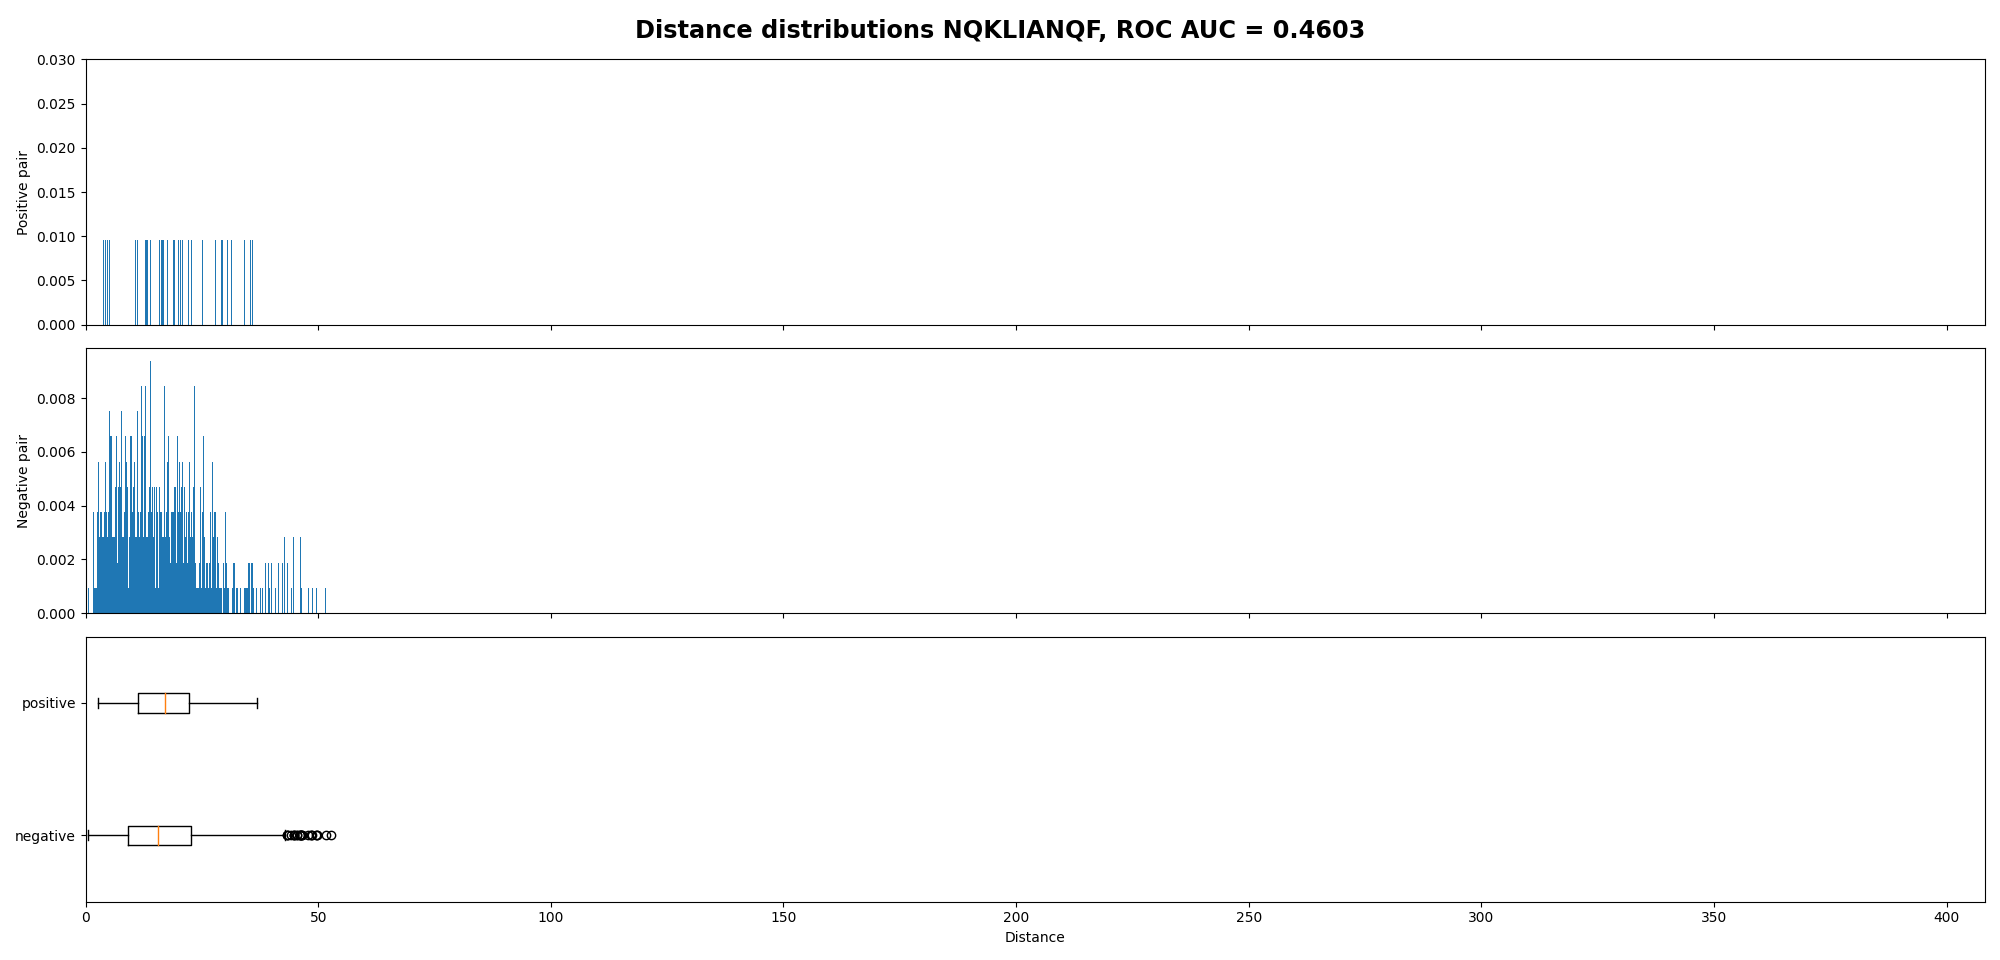 Distance distributions NQKLIANQF, ROC AUC = 0.4603
0.030
0.025
0.020
0.015
0.010
0.005
0.000
Positive pair
0.008
0.006
0.004
0.002
0.000
Negative pair
positive
negative
0 50 100 150 200 250 300 350 400
Distance